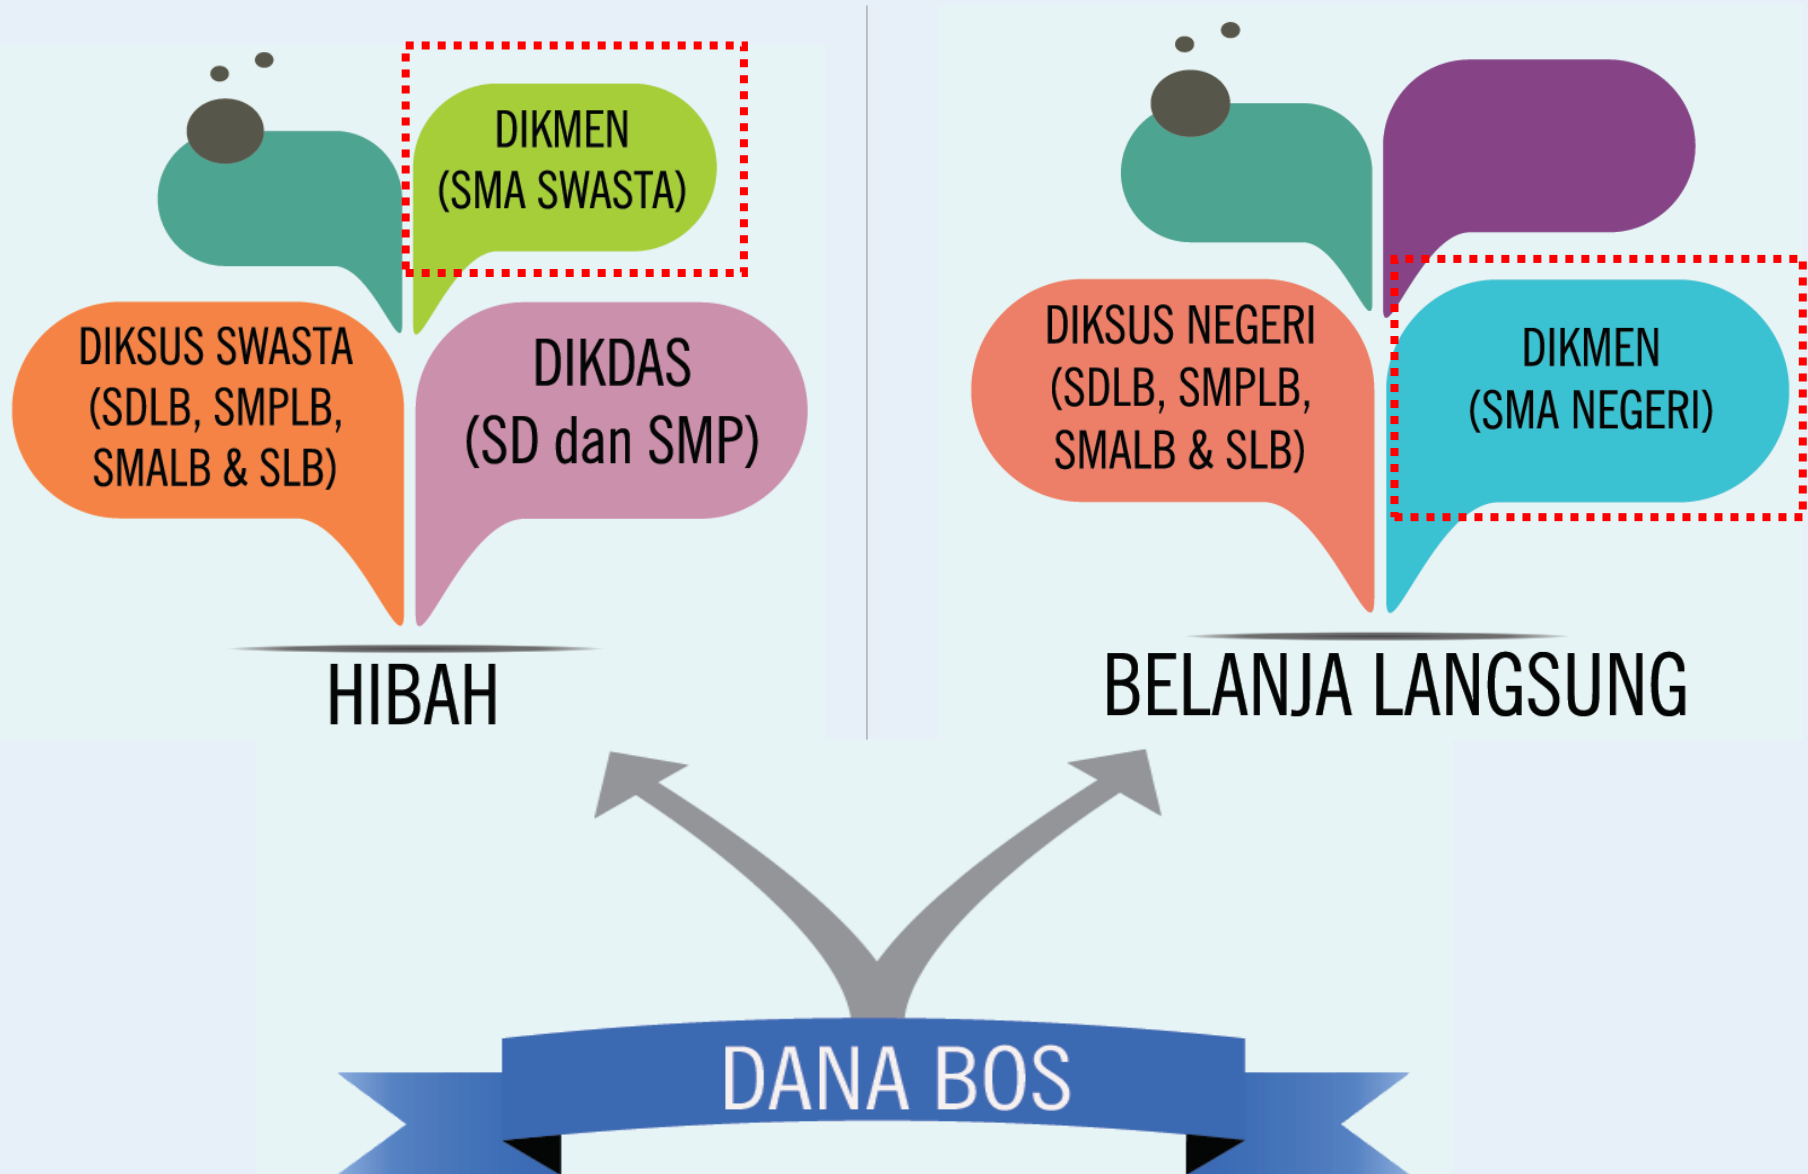 DIKMEN
(SMA SWASTA)
DIKSUS SWASTA
(SDLB, SMPLB,
SMALB & SLB)
DIKDAS
(SD dan SMP)
HIBAH
DIKSUS NEGERI
(SDLB, SMPLB,
SMALB & SLB)
DIKMEN
(SMA NEGERI)
BELANJA LANGSUNG
DANA BOS